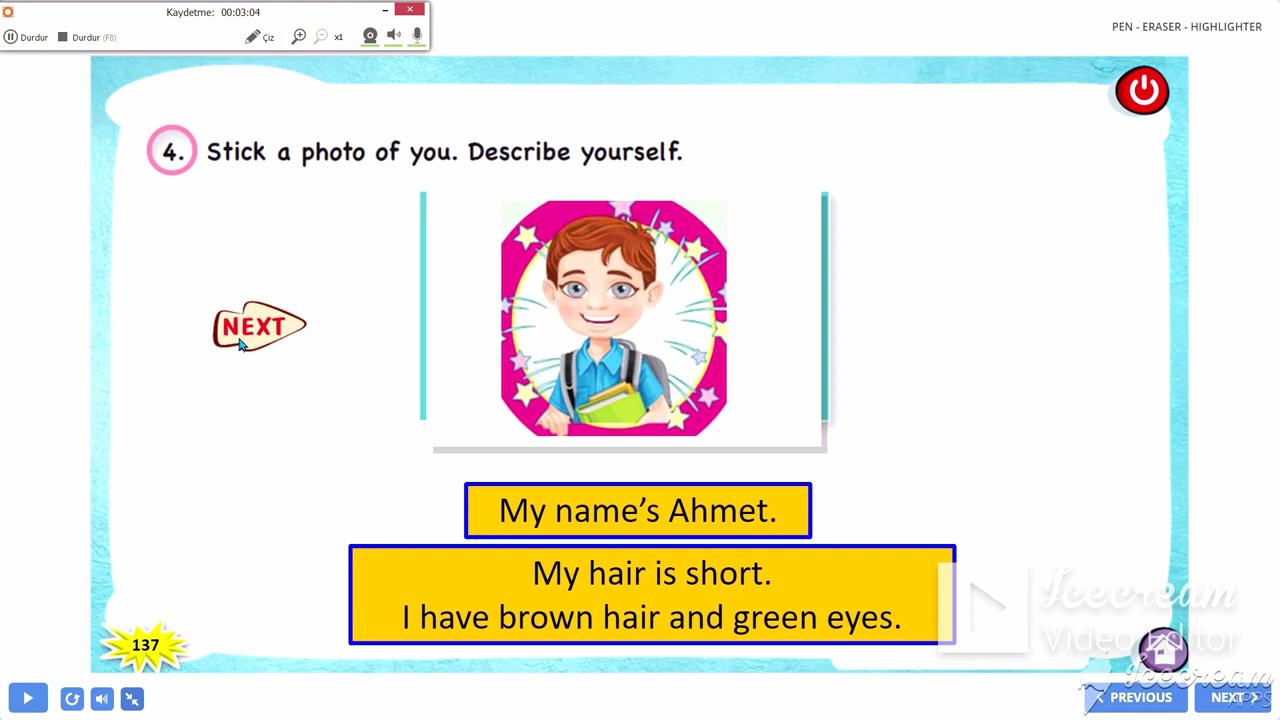 Kaydetme: 00:03:04
Durdur Durdur (F8) Çiz x1
PEN - ERASER - HIGHLIGHTER
4. Stick a photo of you. Describe yourself.
NEXT
My name's Ahmet.
My hair is short.
I have brown hair and green eyes.
Icecream
Video Editor
137
Icecream
APPS
PREVIOUS NEXT